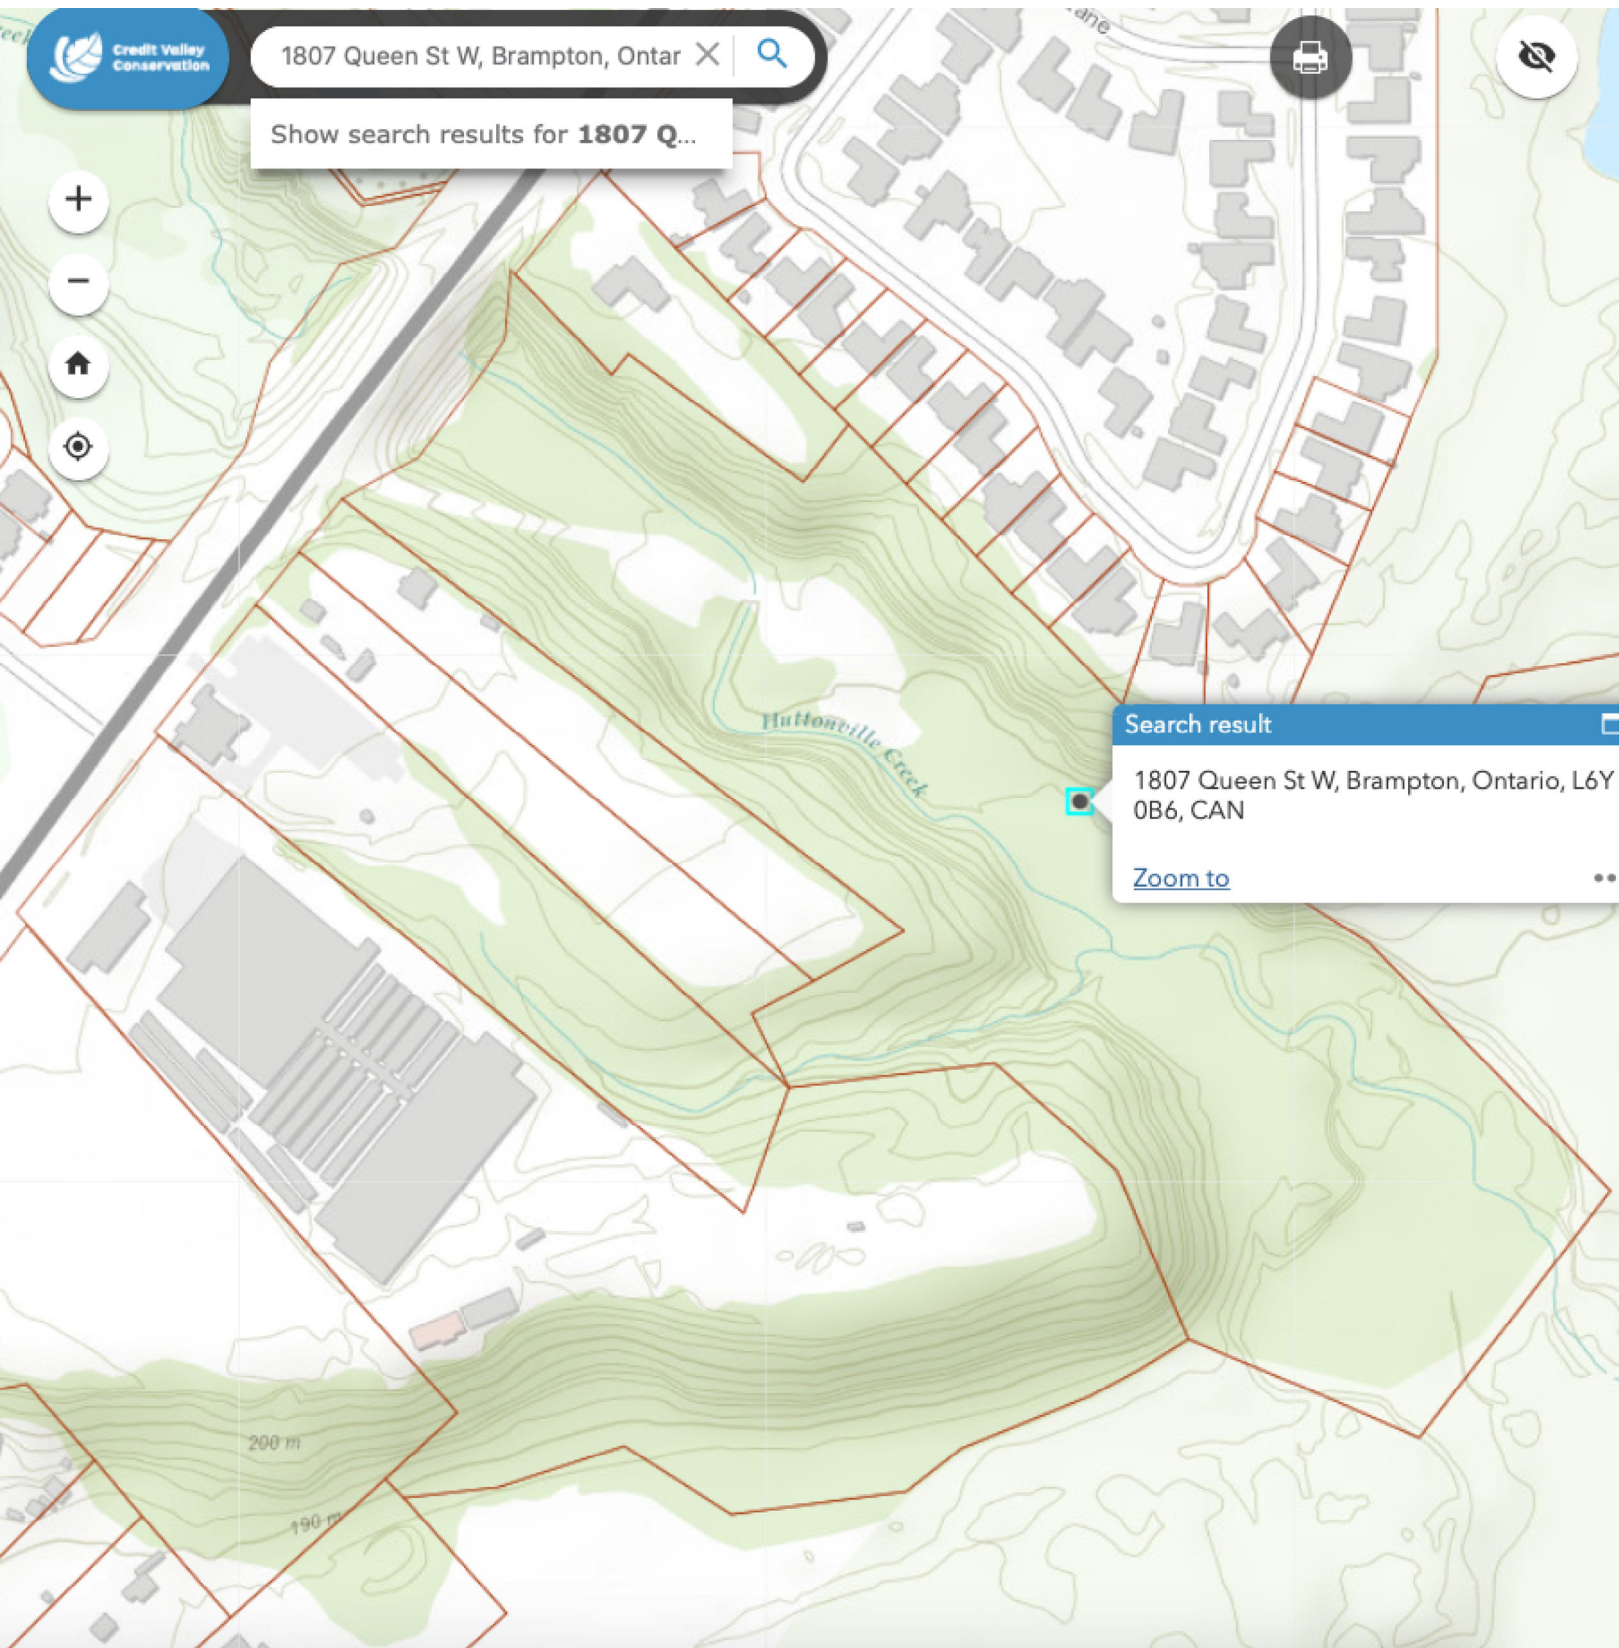 Credit Valley
Conservation
1807 Queen St W, Brampton, Ontar
Show search results for 1807 Q...
Huttonville Creek
Search result
1807 Queen St W, Brampton, Ontario, L6Y
0B6, CAN
Zoom to
200 m
190 m